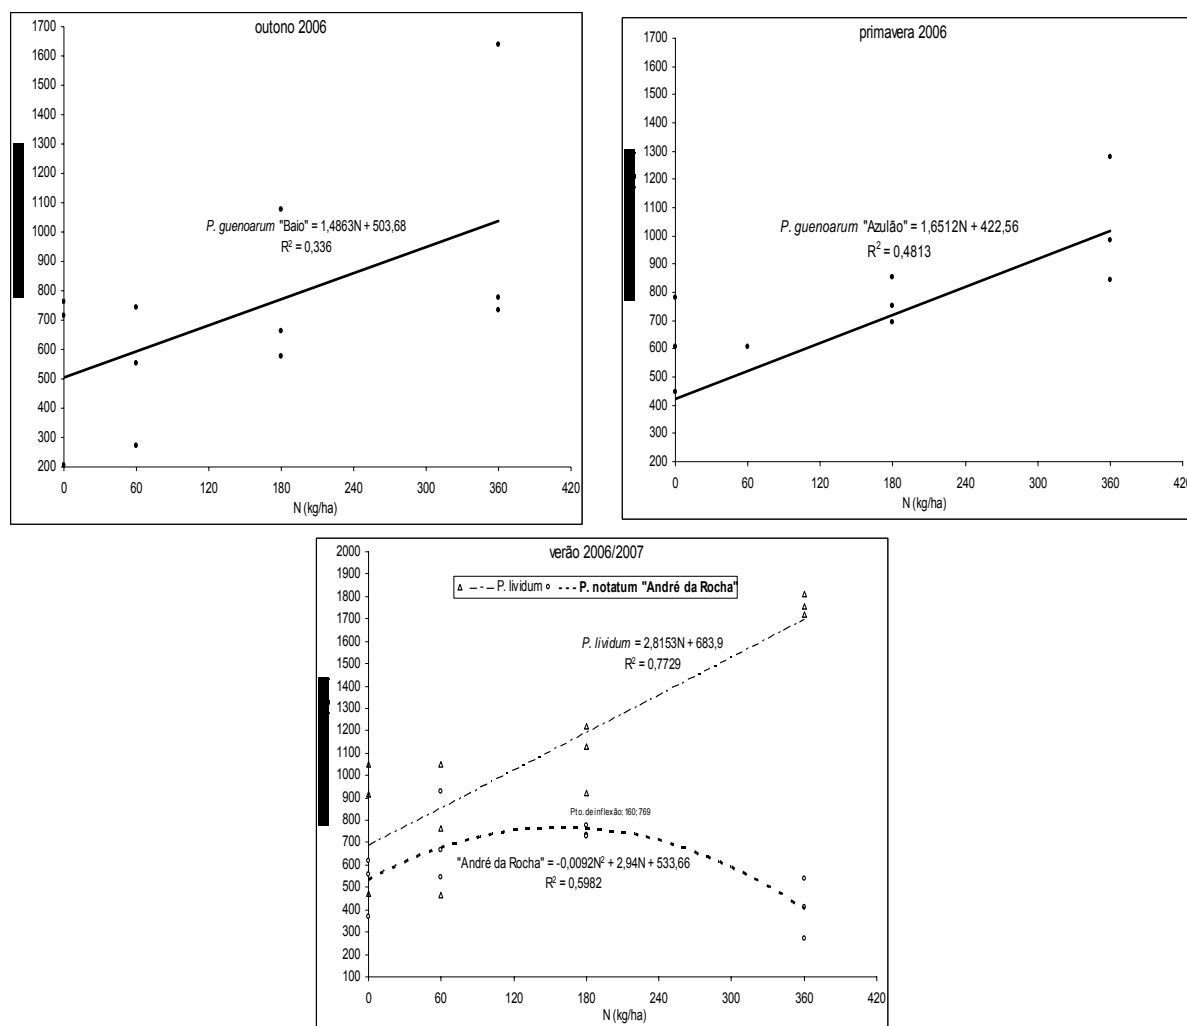 outono 2006
1700
1600
1500
1400
1300
1200
1100
1000
900
800
700
600
500
400
300
200
P. guenoarum "Baio" = 1,4863N + 503,68
R² = 0,336
0 60 120 180 240 300 360 420
N (kg/ha)
primavera 2006
1700
1600
1500
1400
1300
1200
1100
1000
900
800
700
600
500
400
300
200
P. guenoarum "Azulão" = 1,6512N + 422,56
R² = 0,4813
0 60 120 180 240 300 360 420
N (kg/ha)
verão 2006/2007
2000
1900
1800
1700
1600
1500
1400
1300
1200
1100
1000
900
800
700
600
500
400
300
200
100
P. lividum P. notatum "André da Rocha"
P. lividum = 2,8153N + 683,9
R² = 0,7729
Pto. de inflexão; 160; 769
"André da Rocha" = -0,0092N² + 2,94N + 533,66
R² = 0,5982
0 60 120 180 240 300 360 420
N (kg/ha)